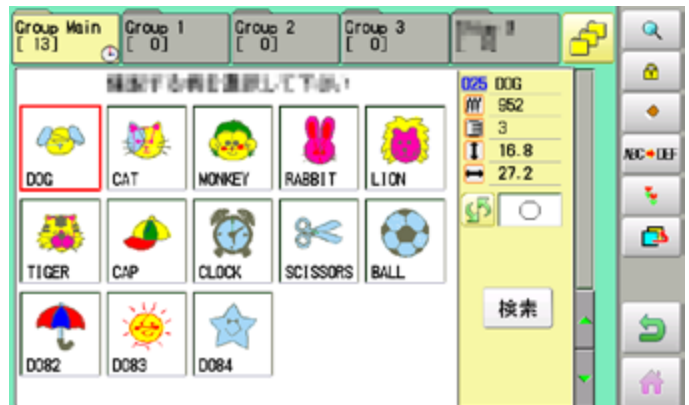 Group Main
[ 13]
Group 1
[ 0]
Group 2
[ 0]
Group 3
[ 0]
025 DOG
952
3
16.8
27.2
DOG
CAT
MONKEY
RABBIT
LION
TIGER
CAP
CLOCK
SCISSORS
BALL
D082
D083
D084
検索
ABC DEF